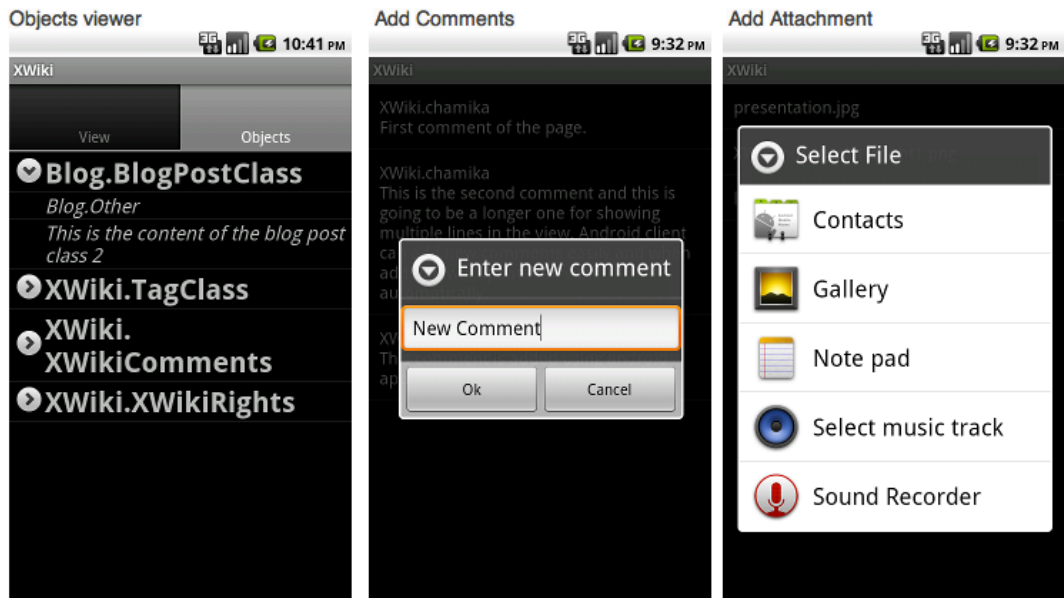 Objects viewer
3G 10:41 PM
XWiki
View Objects
Blog.BlogPostClass
Blog.Other
This is the content of the blog post
class 2
XWiki.TagClass
XWiki.
XWikiComments
XWiki.XWikiRights
Add Comments
3G 9:32 PM
XWiki
XWiki.chamika
First comment of the page.
XWiki.chamika
This is the second comment and this is
going to be a longer one for showing
multiple lines in the view. Android client
Enter new comment
New Comment
Ok Cancel
Add Attachment
3G 9:32 PM
XWiki
presentation.jpg
Select File
Contacts
Gallery
Note pad
Select music track
Sound Recorder